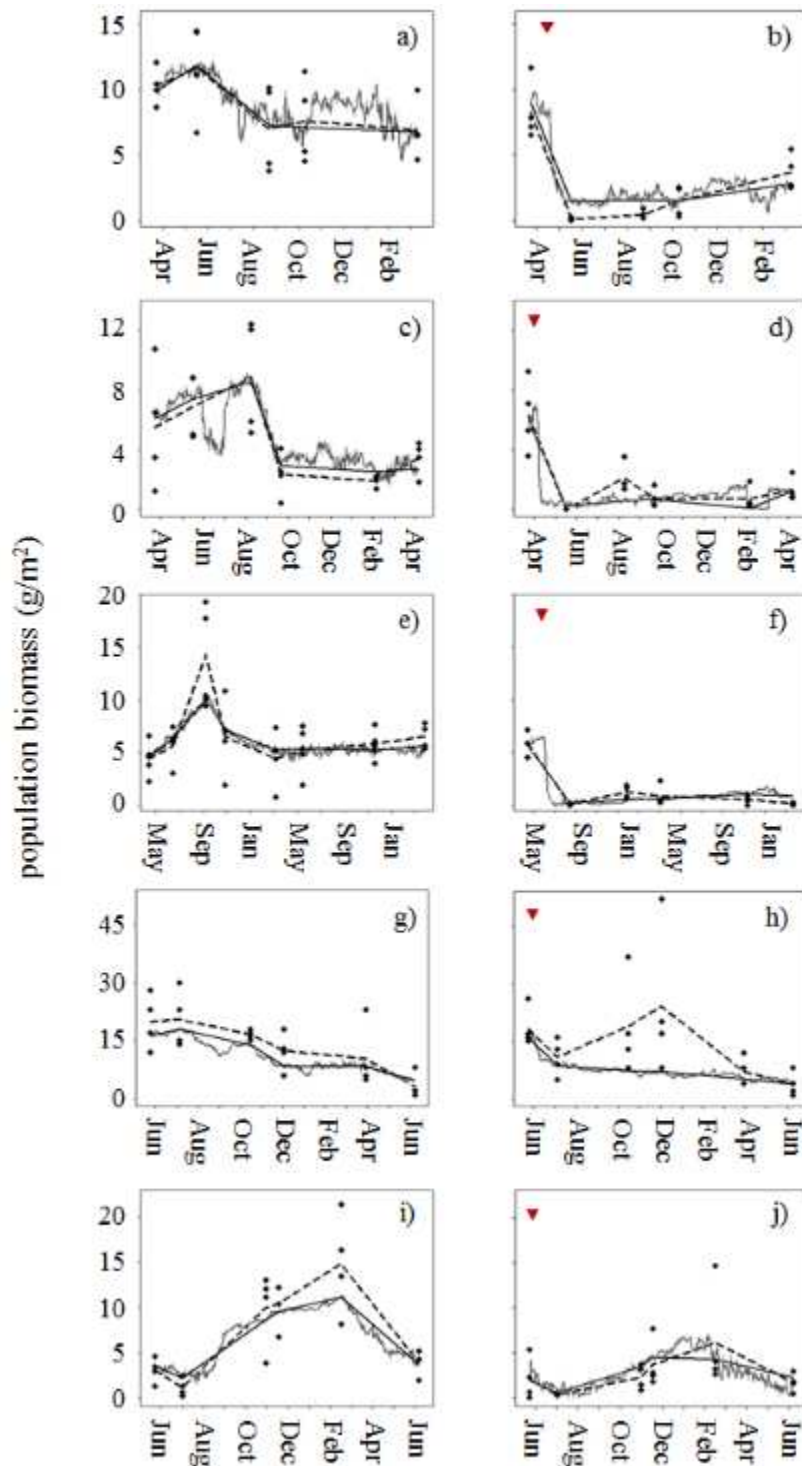 population biomass (g/m²)
a)
15
10
5
0
Apr Jun Aug Oct Dec Feb
b)
Apr Jun Aug Oct Dec Feb
c)
12
8
4
0
Apr Jun Aug Oct Dec Feb Apr
d)
Apr Jun Aug Oct Dec Feb Apr
e)
20
15
10
5
0
May Sep Jan May Sep Jan
f)
May Sep Jan May Sep Jan
g)
45
30
15
0
Jun Aug Oct Dec Feb Apr Jun
h)
Jun Aug Oct Dec Feb Apr Jun
i)
20
15
10
5
0
Jun Aug Oct Dec Feb Apr Jun
j)
Jun Aug Oct Dec Feb Apr Jun